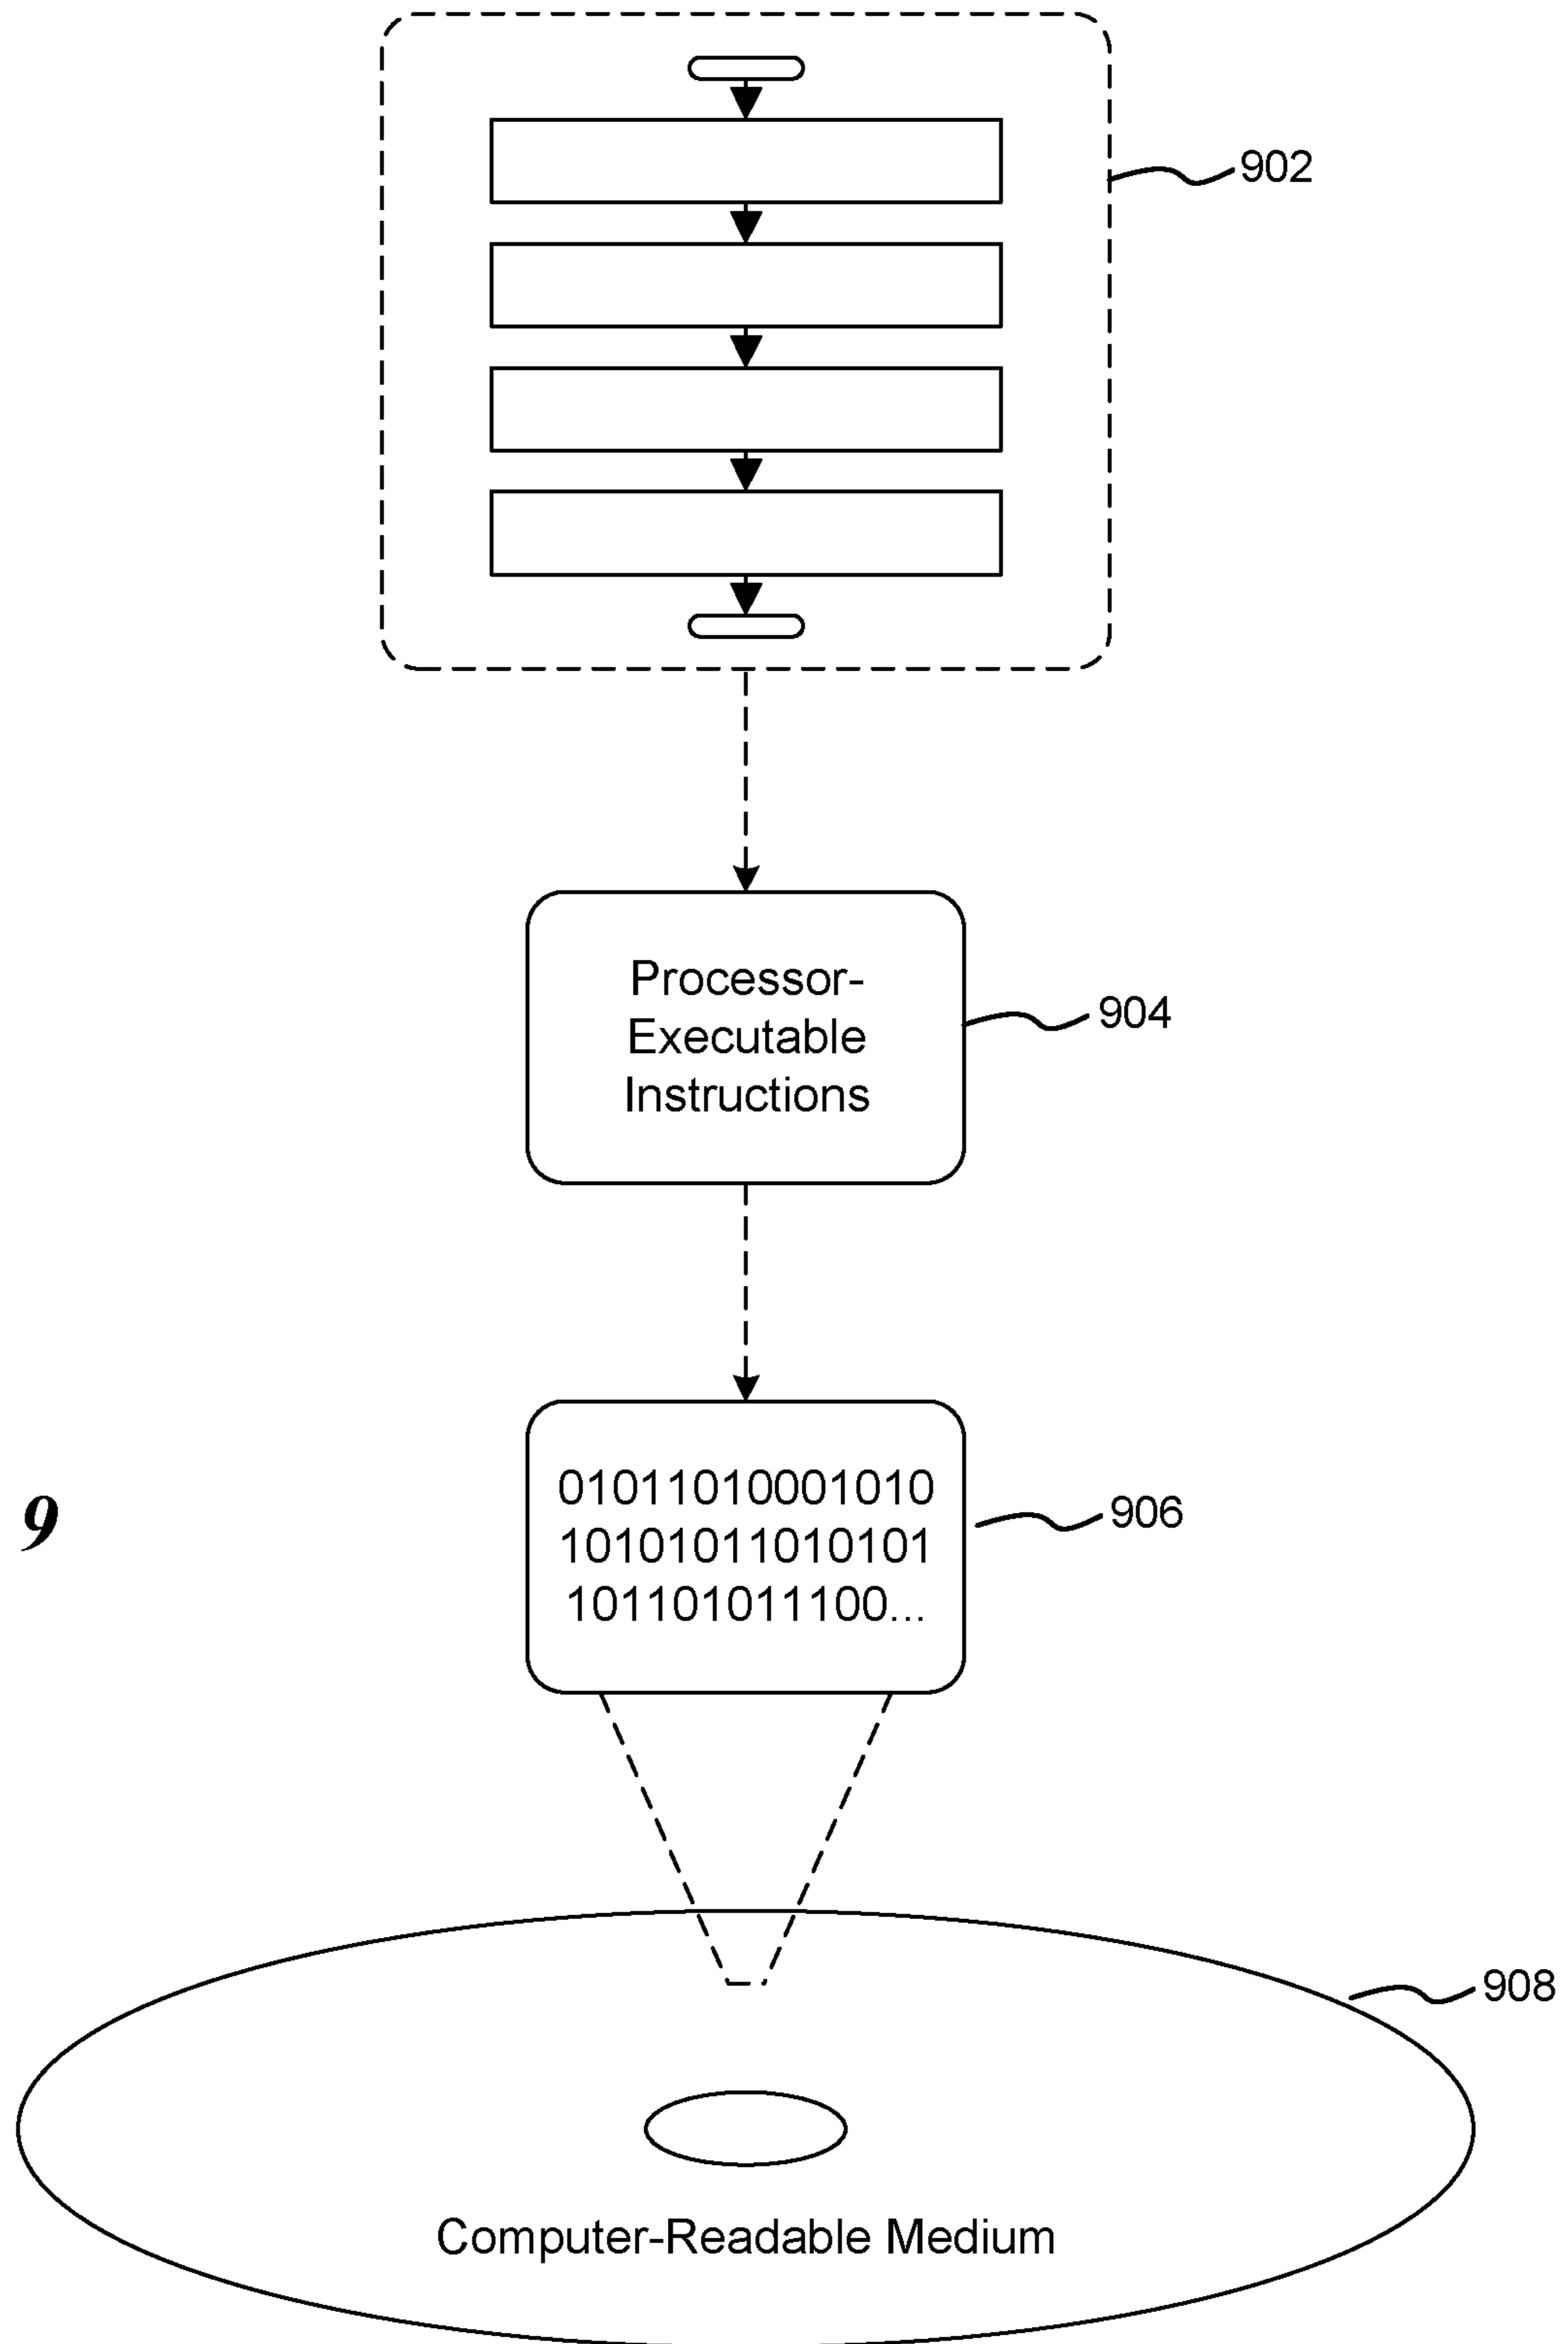 902
Processor-
Executable
Instructions
904
01011010001010
10101011010101
101101011100...
906
9
908
Computer-Readable Medium